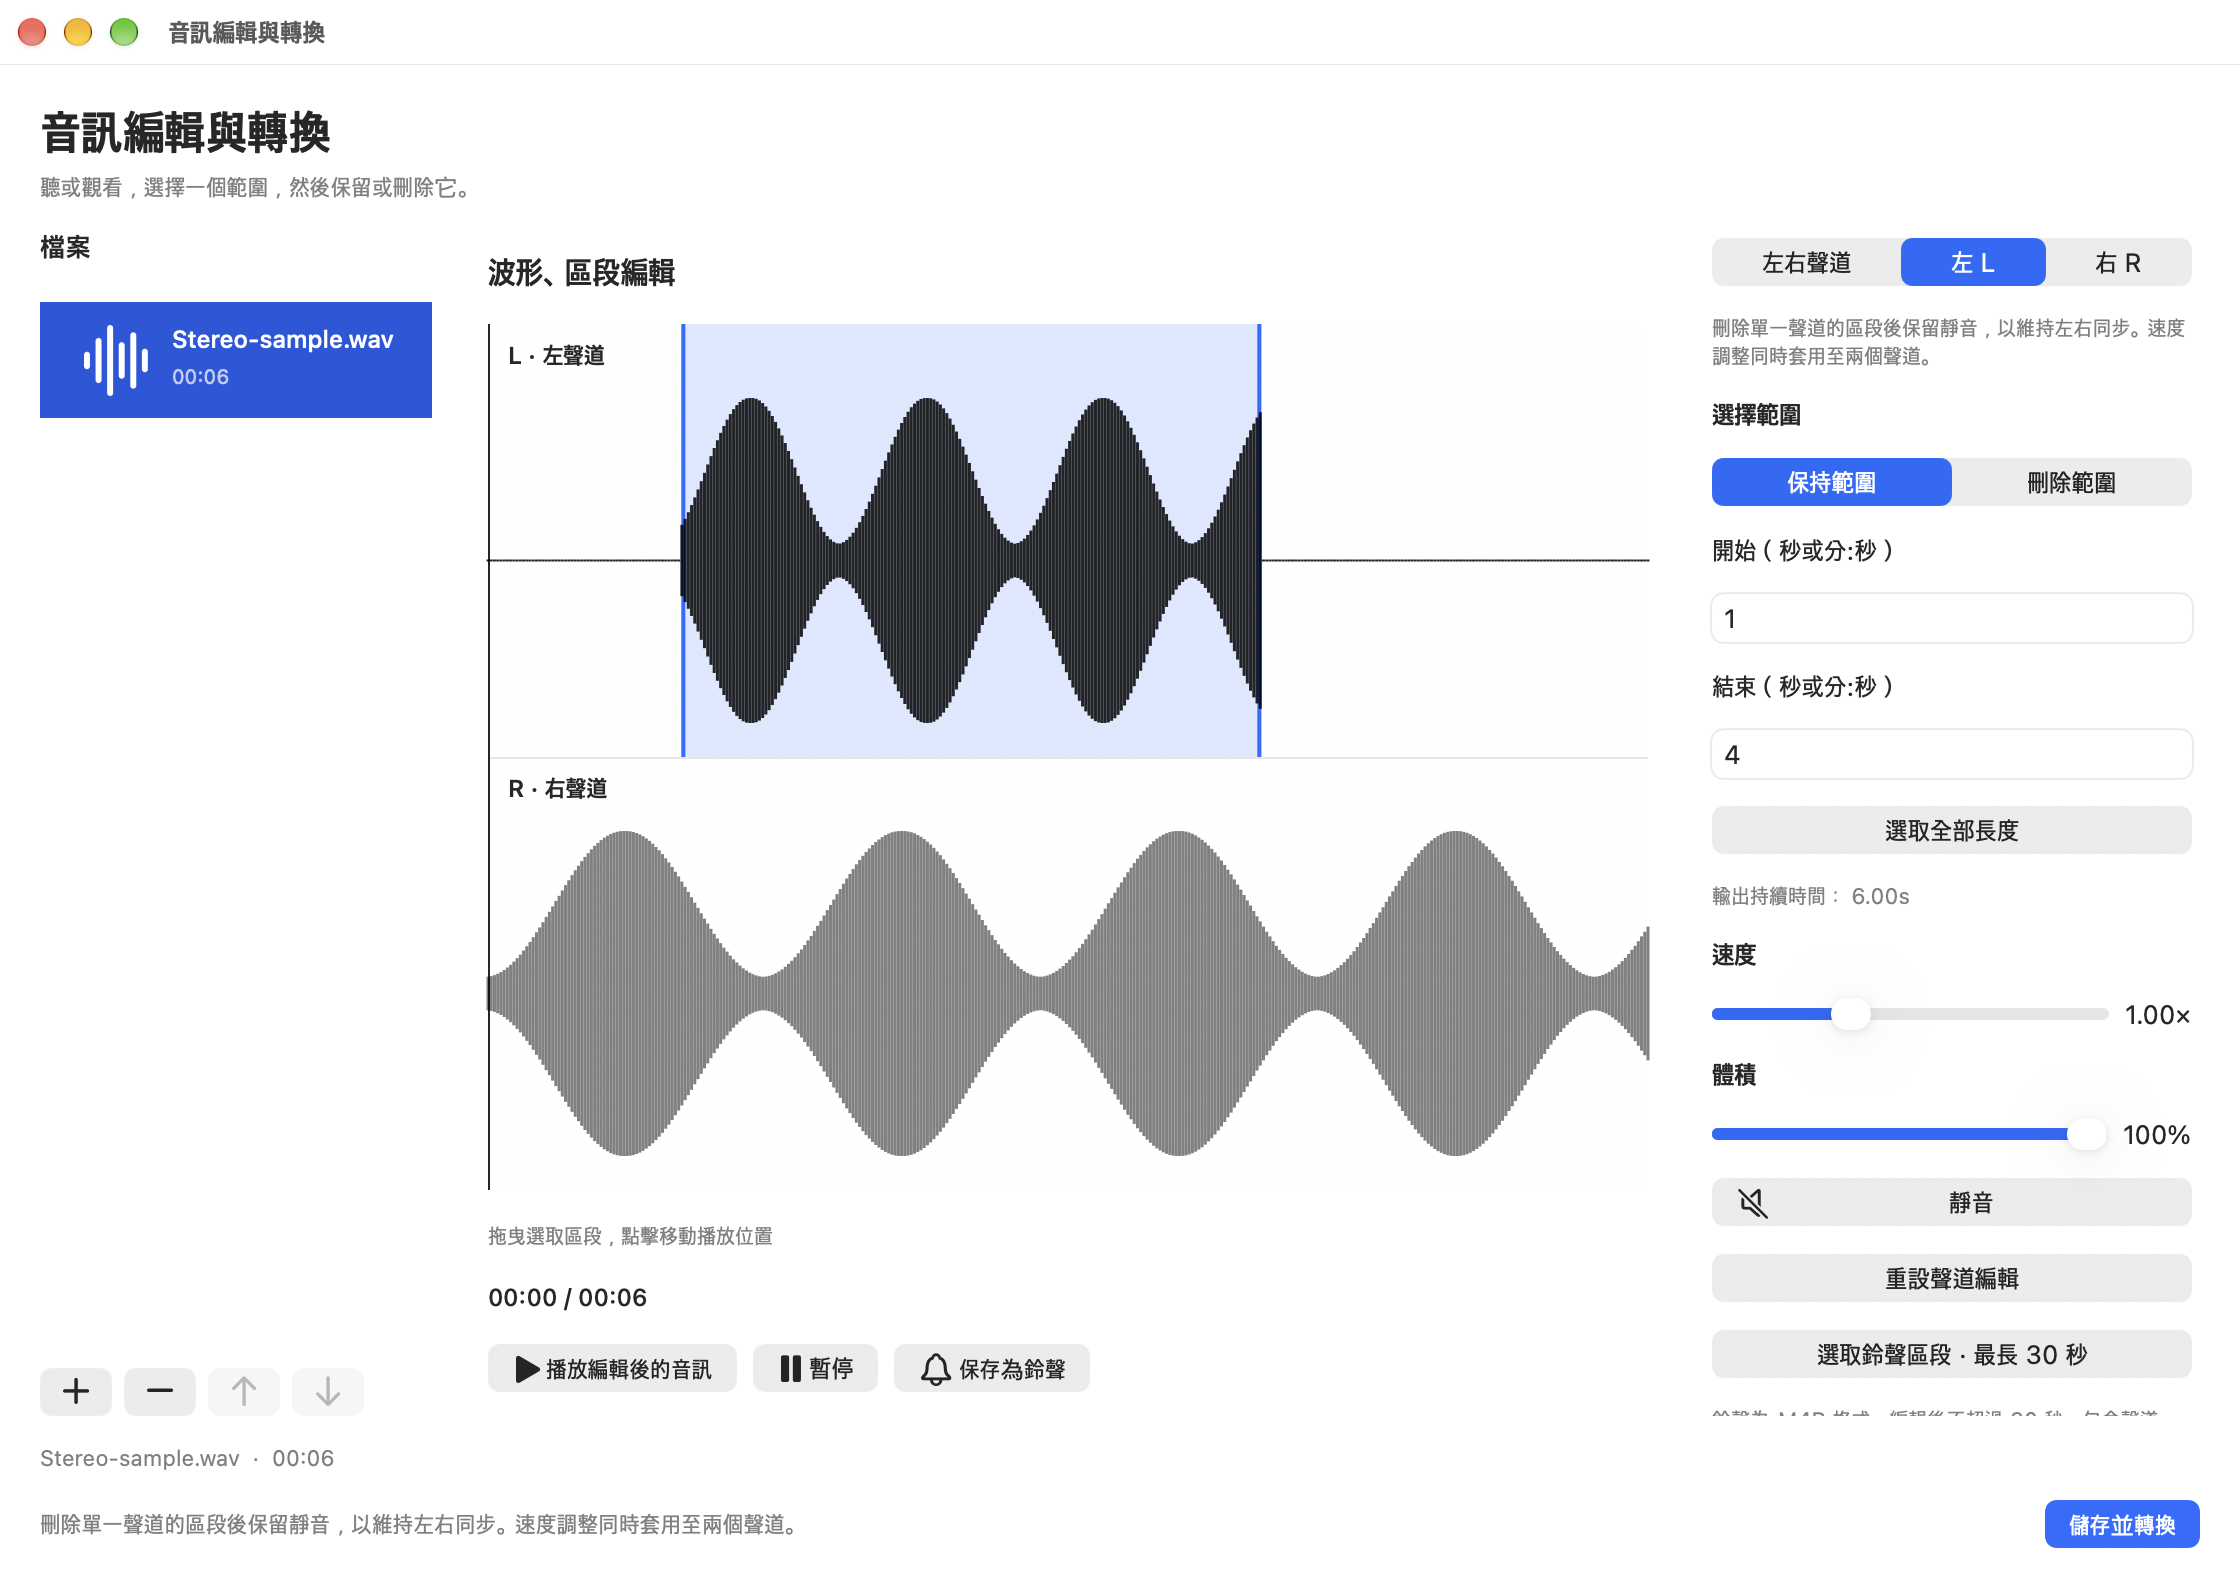 音訊編輯與轉換
音訊編輯與轉換
聽或觀看，選擇一個範圍，然後保留或刪除它。
檔案
Stereo-sample.wav
00:06
波形、區段編輯
L · 左聲道
R · 右聲道
拖曳選取區段，點擊移動播放位置
00:00 / 00:06
播放編輯後的音訊
暫停
保存為鈴聲
左右聲道
左 L
右 R
刪除單一聲道的區段後保留靜音，以維持左右同步。速度
調整同時套用至兩個聲道。
選擇範圍
保持範圍
刪除範圍
開始（秒或分:秒）
1
結束（秒或分:秒）
4
選取全部長度
輸出持續時間： 6.00s
速度
1.00×
體積
100%
靜音
重設聲道編輯
選取鈴聲區段 · 最長 30 秒
Stereo-sample.wav · 00:06
刪除單一聲道的區段後保留靜音，以維持左右同步。速度調整同時套用至兩個聲道。
儲存並轉換